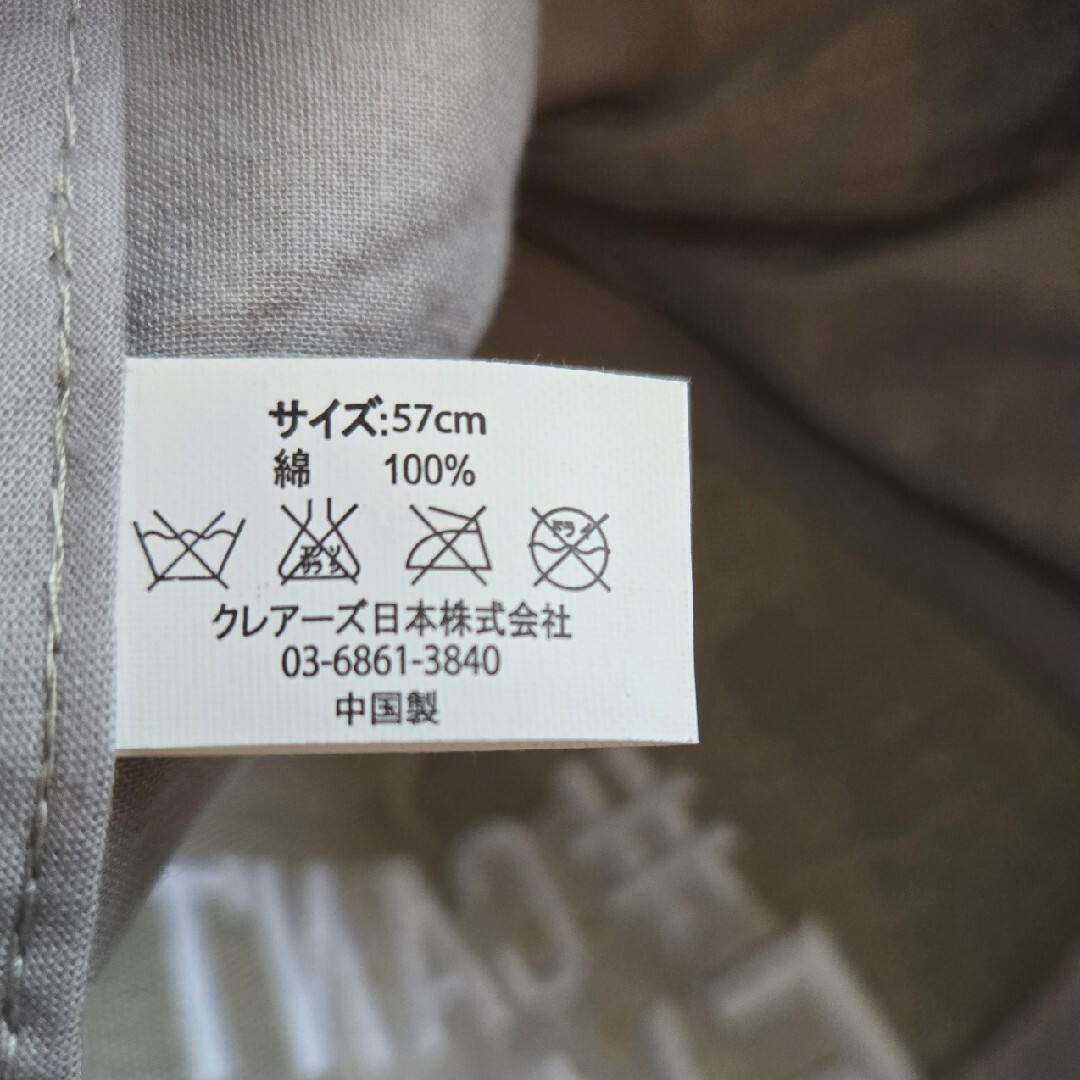 サイズ:57cm
綿 100%
クレアーズ日本株式会社
03-6861-3840
中国製